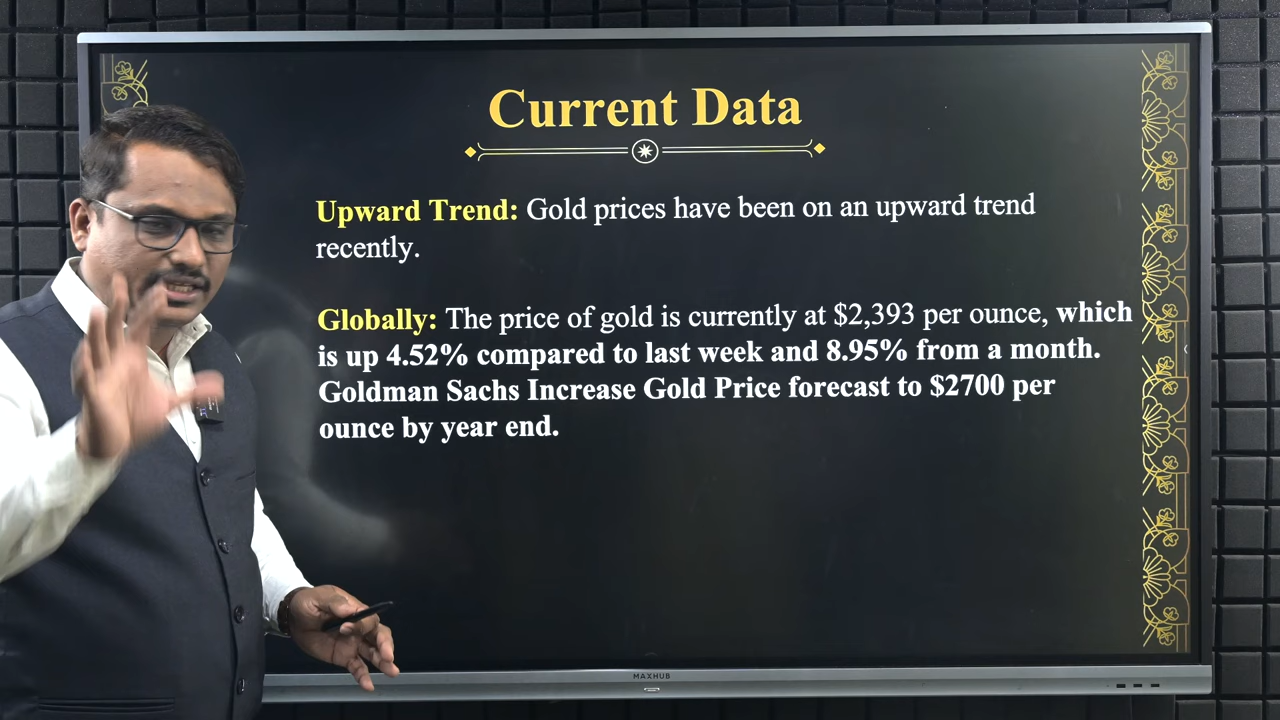 Current Data
Upward Trend: Gold prices have been on an upward trend
recently.
Globally: The price of gold is currently at $2,393 per ounce, which
is up 4.52% compared to last week and 8.95% from a month.
Goldman Sachs Increase Gold Price forecast to $2700 per
ounce by year end.
MAXHUB